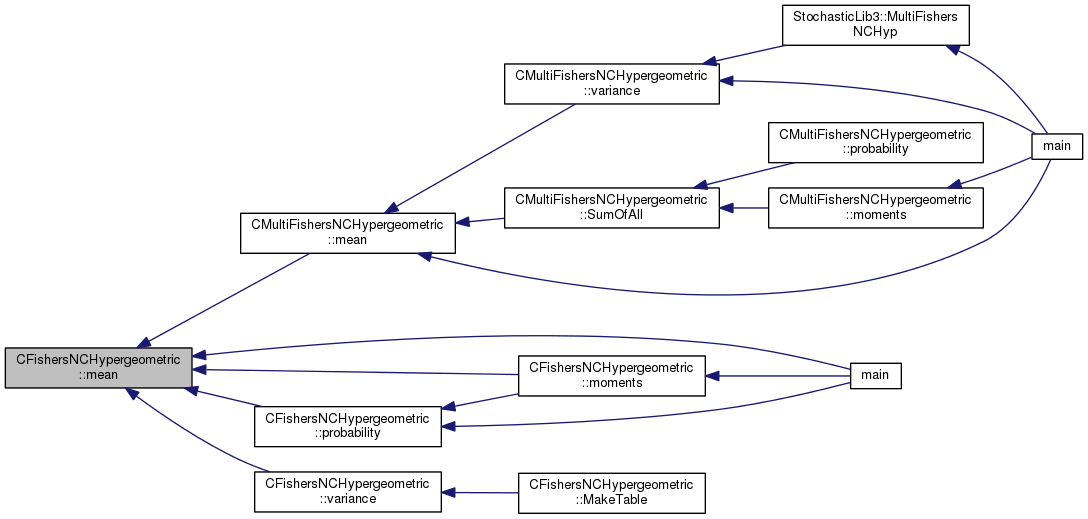 StochasticLib3::MultiFishers
NCHyp
CMultiFishersNCHypergeometric
::variance
CMultiFishersNCHypergeometric
::probability
main
CMultiFishersNCHypergeometric
::SumOfAll
CMultiFishersNCHypergeometric
::moments
CMultiFishersNCHypergeometric
::mean
CFishersNCHypergeometric
::mean
CFishersNCHypergeometric
::moments
main
CFishersNCHypergeometric
::probability
CFishersNCHypergeometric
::variance
CFishersNCHypergeometric
::MakeTable